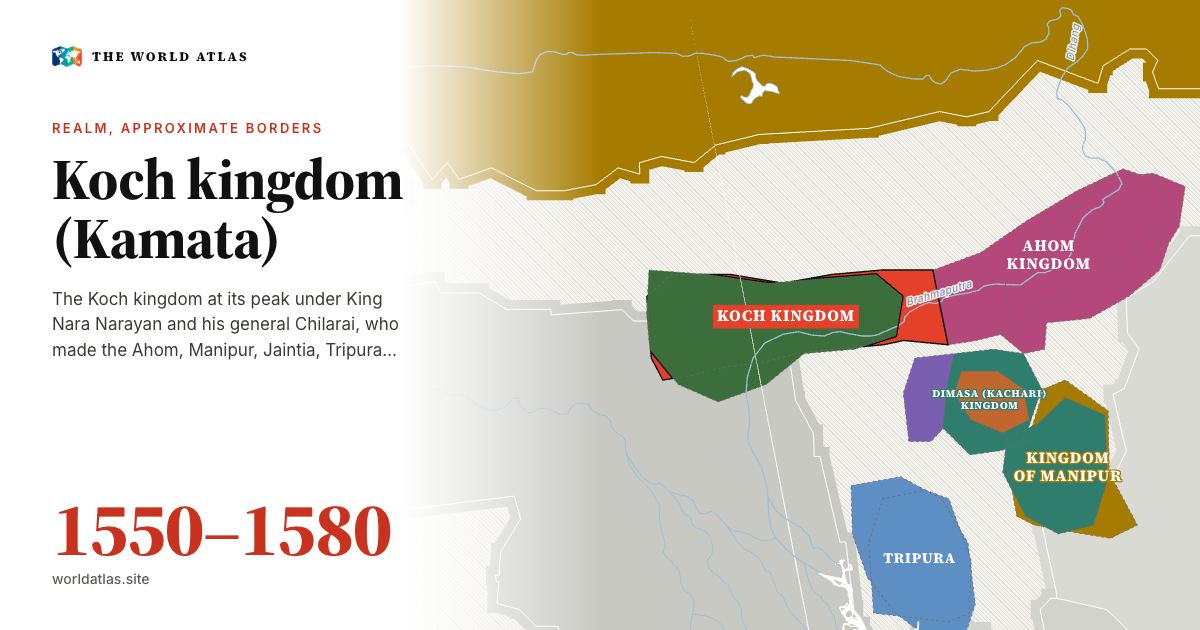 THE WORLD ATLAS
REALM, APPROXIMATE BORDERS
Koch kingdom
(Kamata)
The Koch kingdom at its peak under King
Nara Narayan and his general Chilarai, who
made the Ahom, Manipur, Jaintia, Tripura...
1550–1580
worldatlas.site
Dihang
AHOM
KINGDOM
Brahmaputra
KOCH KINGDOM
DIMASA (KACHARI)
KINGDOM
KINGDOM
OF MANIPUR
TRIPURA